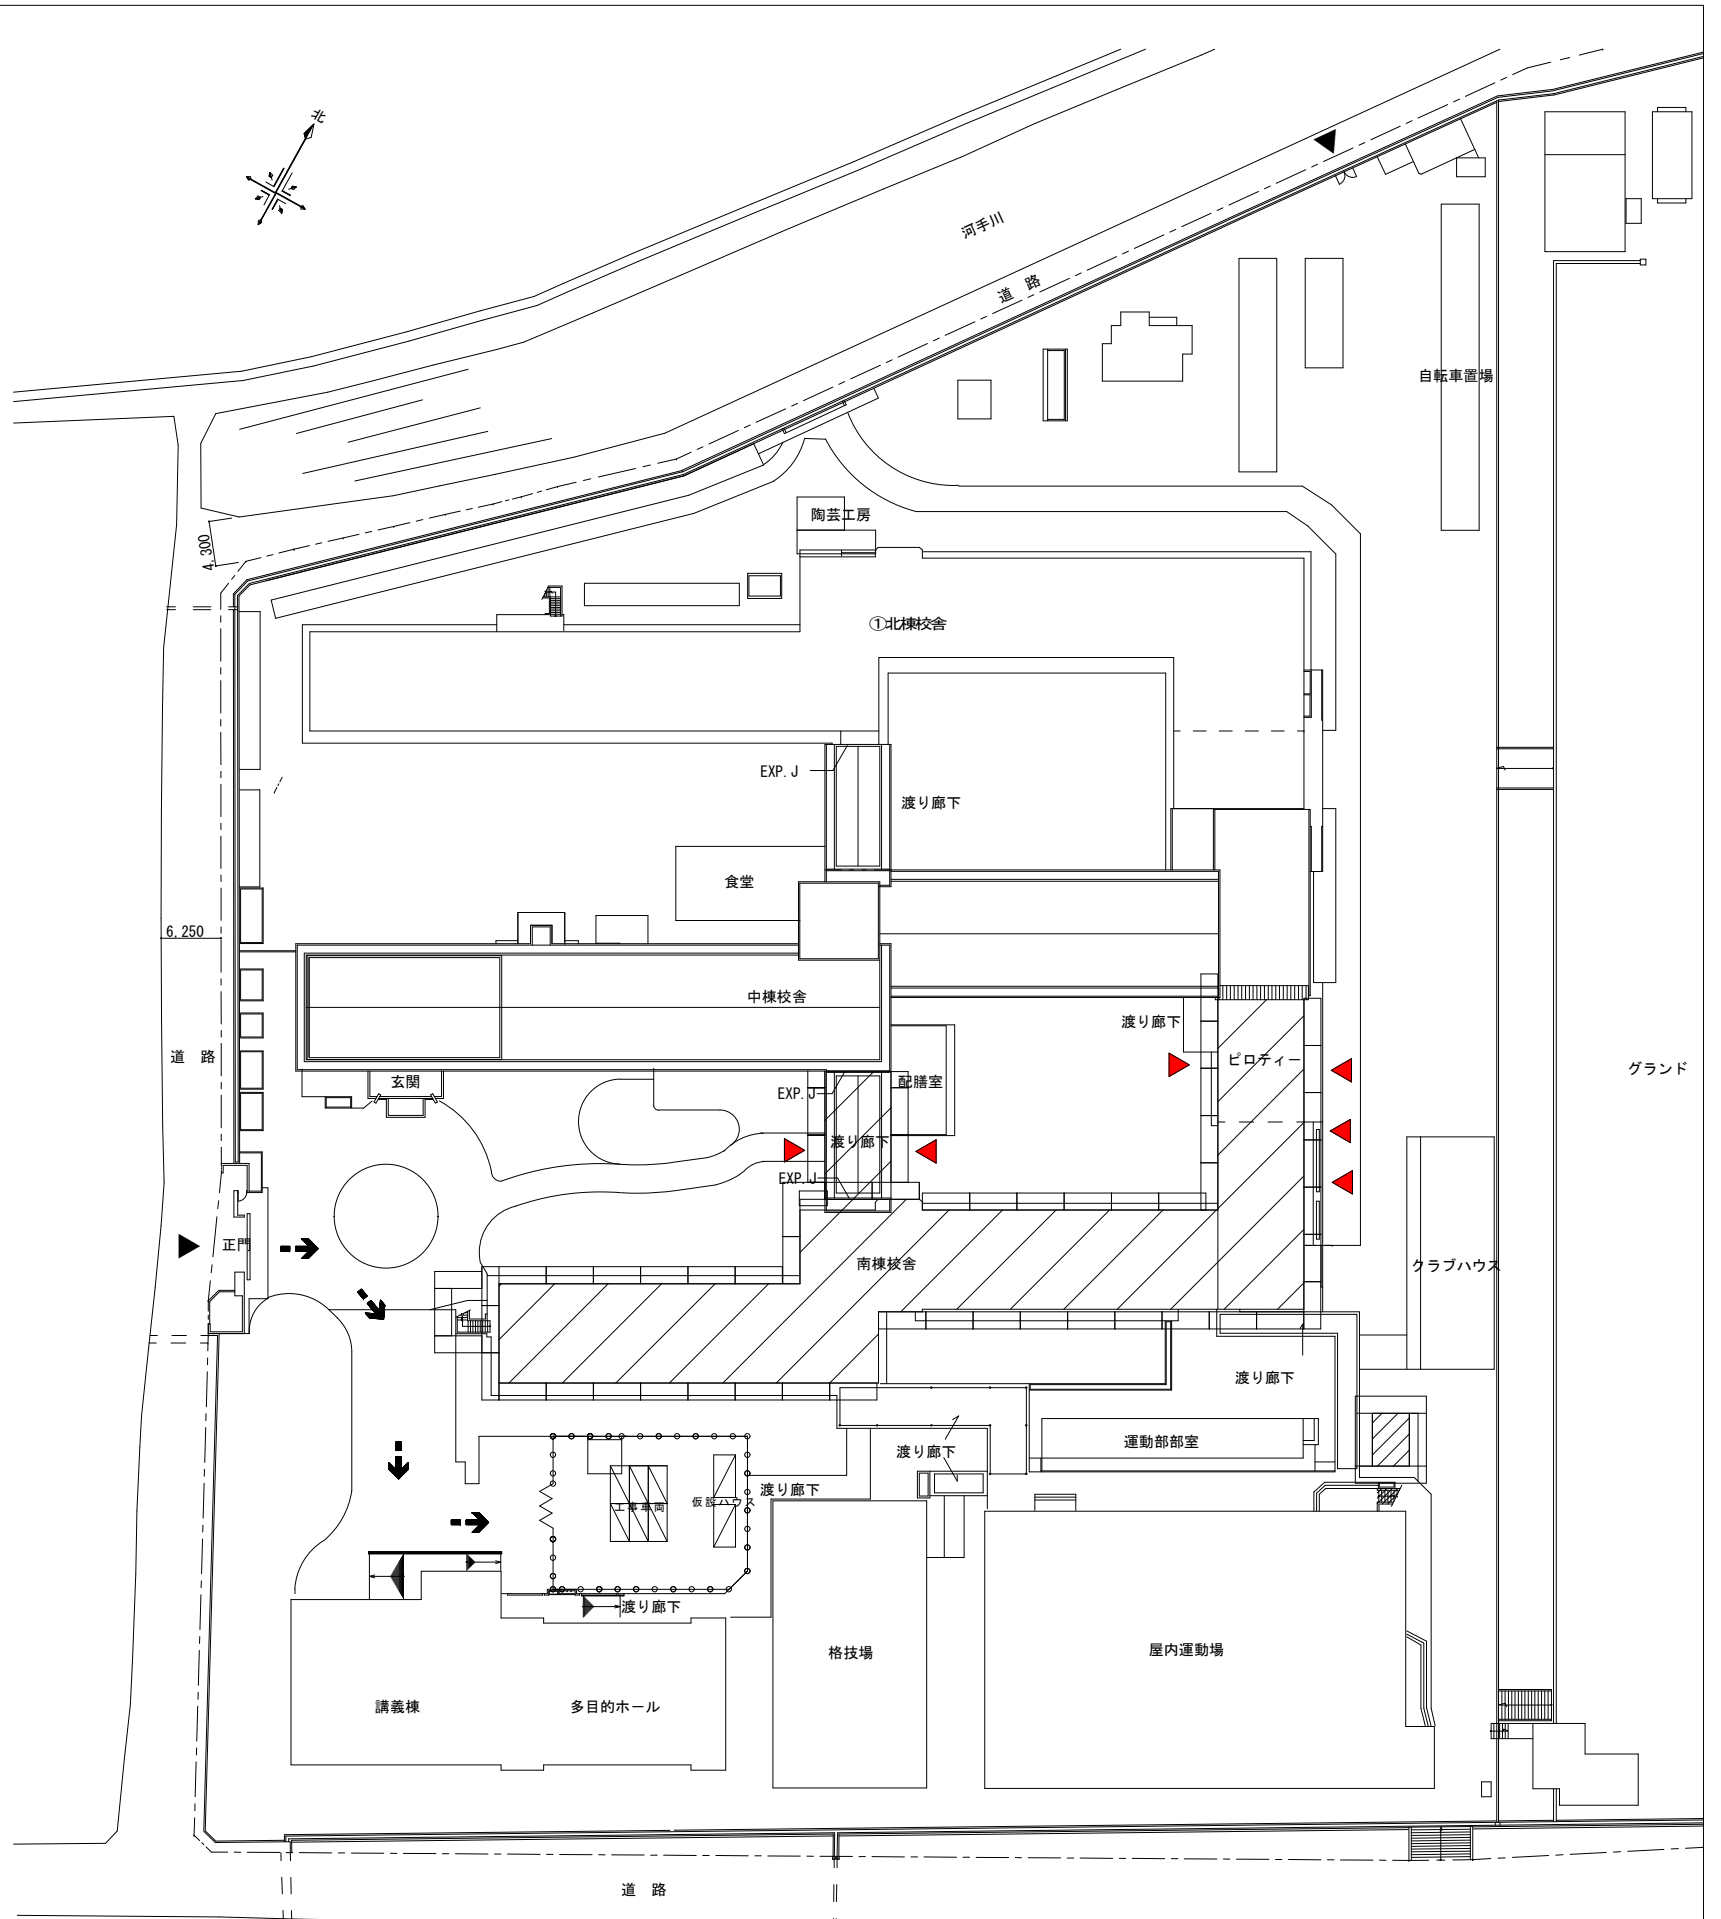 北
河手川
道 路
自転車置場
陶芸工房
4,300
①北棟校舎
EXP.J
渡り廊下
食堂
6.250
中棟校舎
渡り廊下
道 路
ピロティー
グランド
玄関
EXP.J
配膳室
渡り廊下
EXP.J
正門
南棟校舎
クラブハウス
渡り廊下
運動部部室
渡り廊下
渡り廊下
仮設ハウス
工事車両
渡り廊下
格技場
屋内運動場
講義棟
多目的ホール
道 路